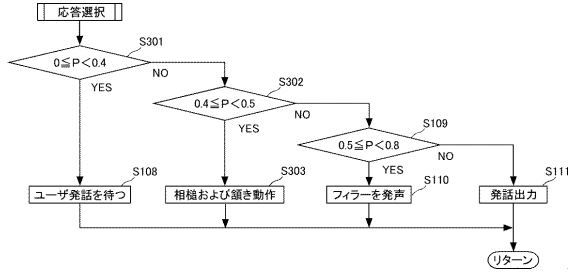 応答選択
S301
0≦P<0.4
NO
YES
S302
0.4≦P<0.5
NO
YES
S109
0.5≦P<0.8
NO
YES
S108
ユーザ発話を待つ
S303
相槌および頷き動作
S110
フィラーを発声
S111
発話出力
リターン